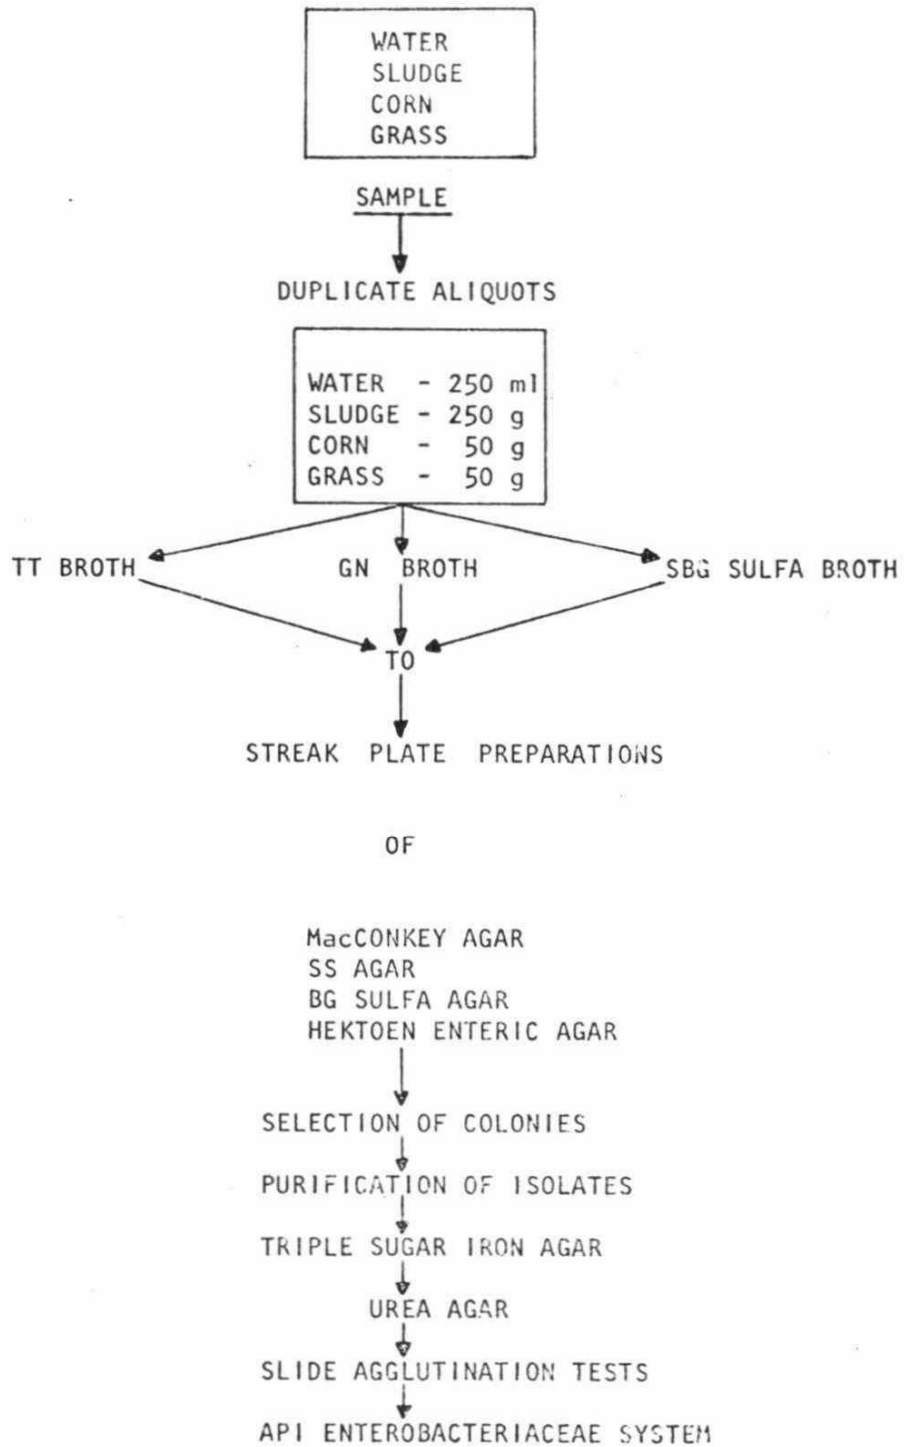 WATER
SLUDGE
CORN
GRASS
SAMPLE
DUPLICATE ALIQUOTS
WATER - 250 ml
SLUDGE - 250 g
CORN - 50 g
GRASS - 50 g
TT BROTH GN BROTH SBG SULFA BROTH
TO
STREAK PLATE PREPARATIONS
OF
MacCONKEY AGAR
SS AGAR
BG SULFA AGAR
HEKTOEN ENTERIC AGAR
SELECTION OF COLONIES
PURIFICATION OF ISOLATES
TRIPLE SUGAR IRON AGAR
UREA AGAR
SLIDE AGGLUTINATION TESTS
API ENTEROBACTERIACEAE SYSTEM